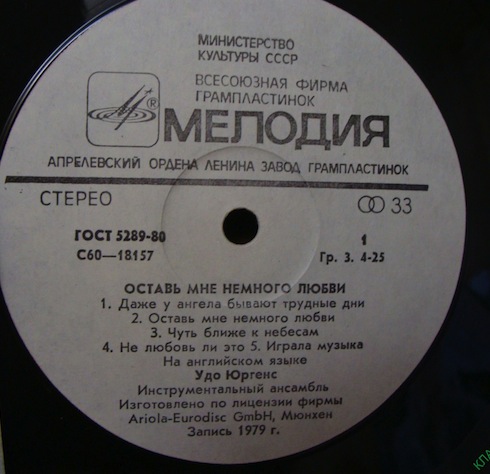 МИНИСТЕРСТВО
КУЛЬТУРЫ СССР
ВСЕСОЮЗНАЯ ФИРМА
ГРАМПЛАСТИНОК
® МЕЛОДИЯ
АПРЕЛЕВСКИЙ ОРДЕНА ЛЕНИНА ЗАВОД ГРАМПЛАСТИНОК
СТЕРЕО 33
ГОСТ 5289-80 1
С60—18157 Гр. 3. 4-25
ОСТАВЬ МНЕ НЕМНОГО ЛЮБВИ
1. Даже у ангела бывают трудные дни
2. Оставь мне немного любви
3. Чуть ближе к небесам
4. Не любовь ли это 5. Играла музыка
На английском языке
Удо Юргенс
Инструментальный ансамбль
Изготовлено по лицензии фирмы
Ariola-Eurodisc GmbH, Мюнхен
Запись 1979 г.